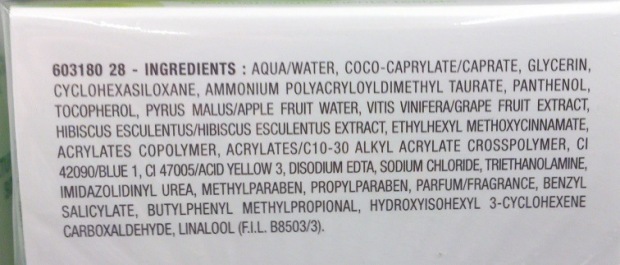 603180 28 - INGREDIENTS : AQUA/WATER, COCO-CAPRYLATE/CAPRATE, GLYCERIN,
CYCLOHEXASILOXANE, AMMONIUM POLYACRYLOYLDIMETHYL TAURATE, PANTHENOL,
TOCOPHEROL, PYRUS MALUS/APPLE FRUIT WATER, VITIS VINIFERA/GRAPE FRUIT EXTRACT,
HIBISCUS ESCULENTUS/HIBISCUS ESCULENTUS EXTRACT, ETHYLHEXYL METHOXYCINNAMATE,
ACRYLATES COPOLYMER, ACRYLATES/C10-30 ALKYL ACRYLATE CROSSPOLYMER, CI
42090/BLUE 1, CI 47005/ACID YELLOW 3, DISODIUM EDTA, SODIUM CHLORIDE, TRIETHANOLAMINE,
IMIDAZOLIDINYL UREA, METHYLPARABEN, PROPYLPARABEN, PARFUM/FRAGRANCE, BENZYL
SALICYLATE, BUTYLPHENYL METHYLPROPIONAL, HYDROXYISOHEXYL 3-CYCLOHEXENE
CARBOXALDEHYDE, LINALOOL (F.I.L. B8503/3).